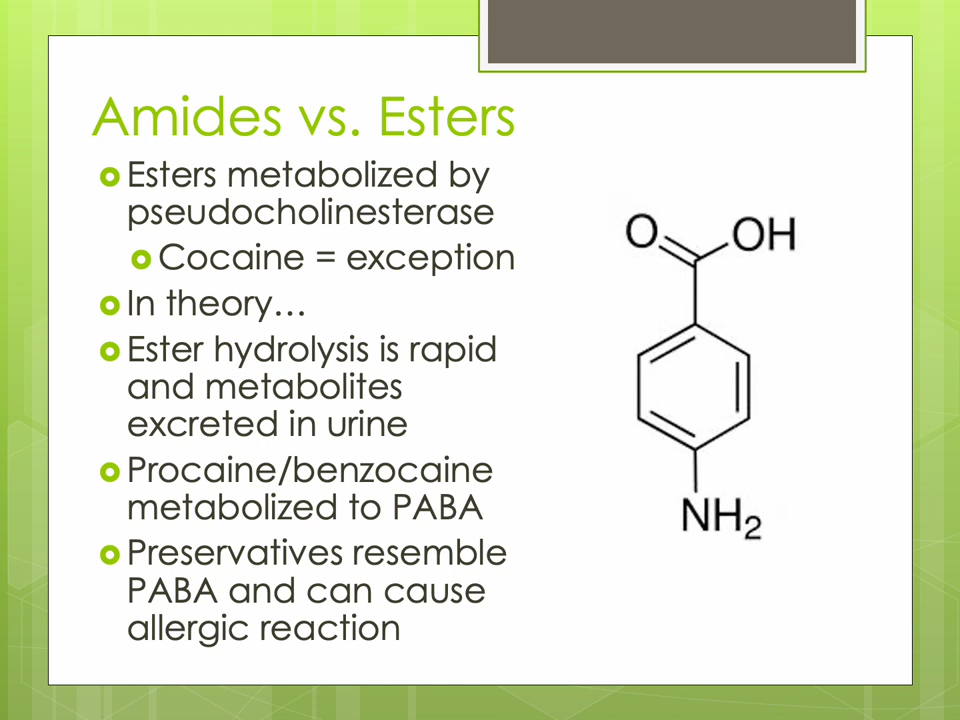 Amides vs. Esters
Esters metabolized by
pseudocholinesterase
Cocaine = exception
In theory…
Ester hydrolysis is rapid
and metabolites
excreted in urine
Procaine/benzocaine
metabolized to PABA
Preservatives resemble
PABA and can cause
allergic reaction
O
OH
NH₂